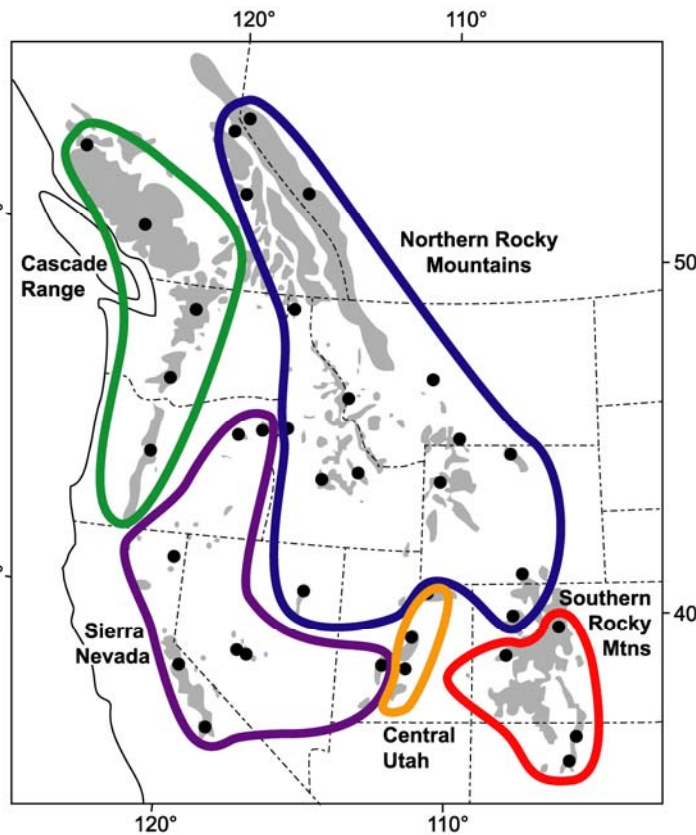 120° 110°
°
Northern Rocky
Mountains
Cascade
Range
50
°
Southern
Rocky
Mtns
40
Sierra
Nevada
Central
Utah
120° 110°